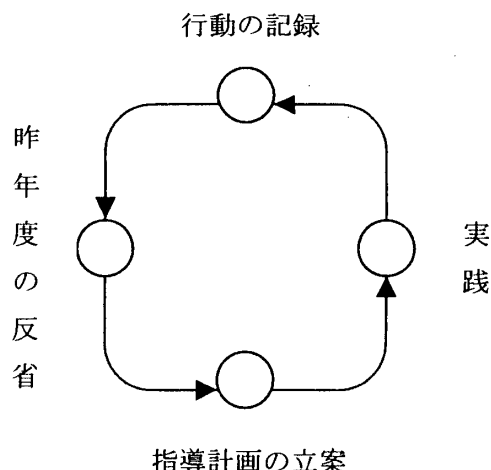 行動の記録
昨年度の反省
実践
指導計画の立案